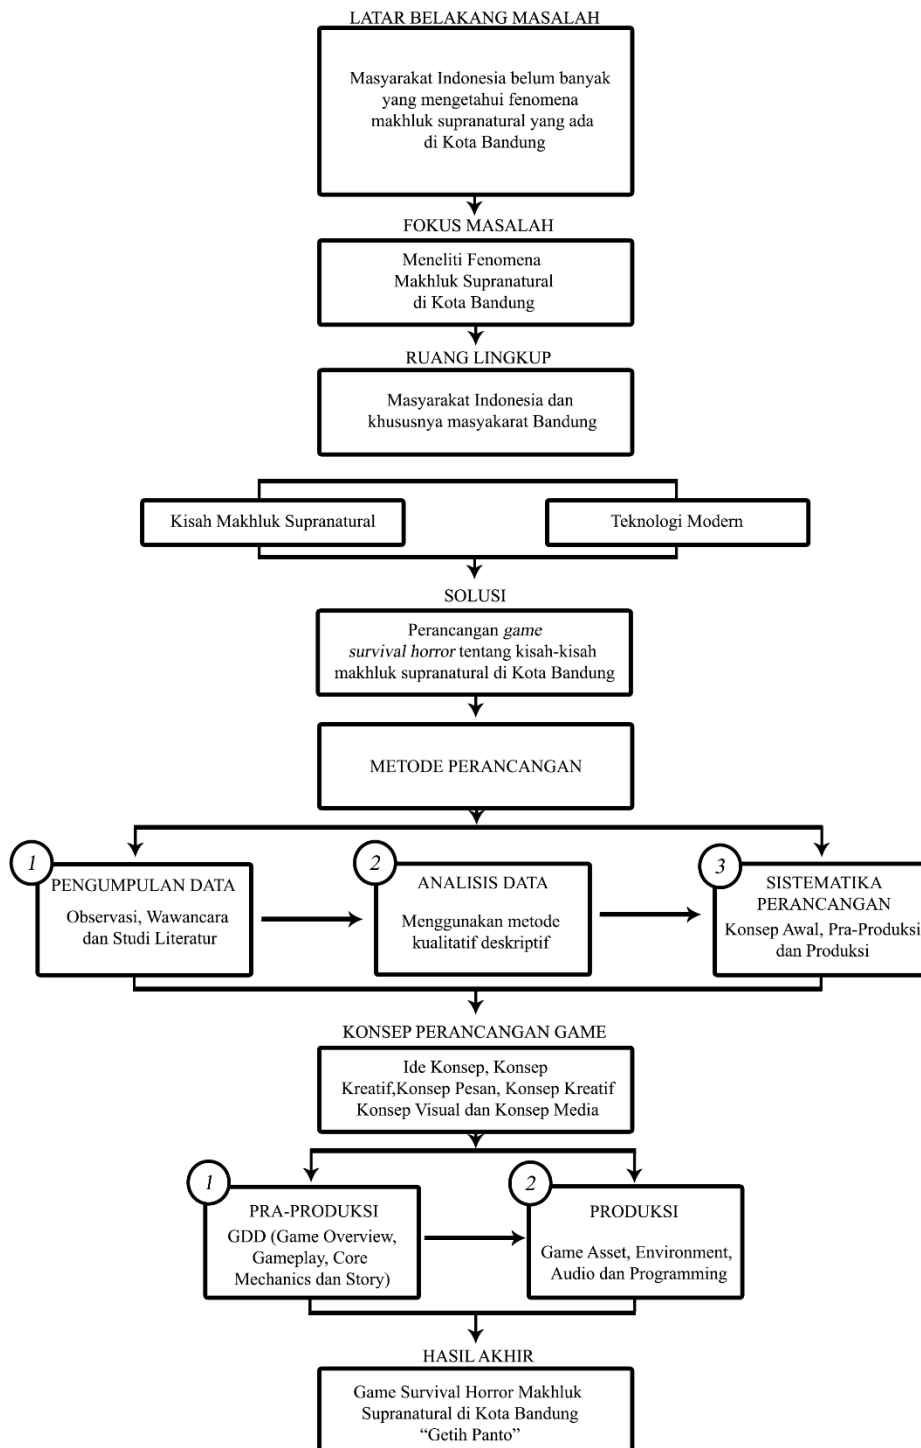 LATAR BELAKANG MASALAH
Masyarakat Indonesia belum banyak
yang mengetahui fenomena
makhluk supranatural yang ada
di Kota Bandung
FOKUS MASALAH
Meneliti Fenomena
Makhluk Supranatural
di Kota Bandung
RUANG LINGKUP
Masyarakat Indonesia dan
khususnya masyakarat Bandung
Kisah Makhluk Supranatural
Teknologi Modern
SOLUSI
Perancangan game
survival horror tentang kisah-kisah
makhluk supranatural di Kota Bandung
METODE PERANCANGAN
1
PENGUMPULAN DATA
Observasi, Wawancara
dan Studi Literatur
2
ANALISIS DATA
Menggunakan metode
kualitatif deskriptif
3
SISTEMATIKA
PERANCANGAN
Konsep Awal, Pra-Produksi
dan Produksi
KONSEP PERANCANGAN GAME
Ide Konsep, Konsep
Kreatif,Konsep Pesan, Konsep Kreatif
Konsep Visual dan Konsep Media
1
PRA-PRODUKSI
GDD (Game Overview,
Gameplay, Core
Mechanics dan Story)
2
PRODUKSI
Game Asset, Environment,
Audio dan Programming
HASIL AKHIR
Game Survival Horror Makhluk
Supranatural di Kota Bandung
“Getih Panto”